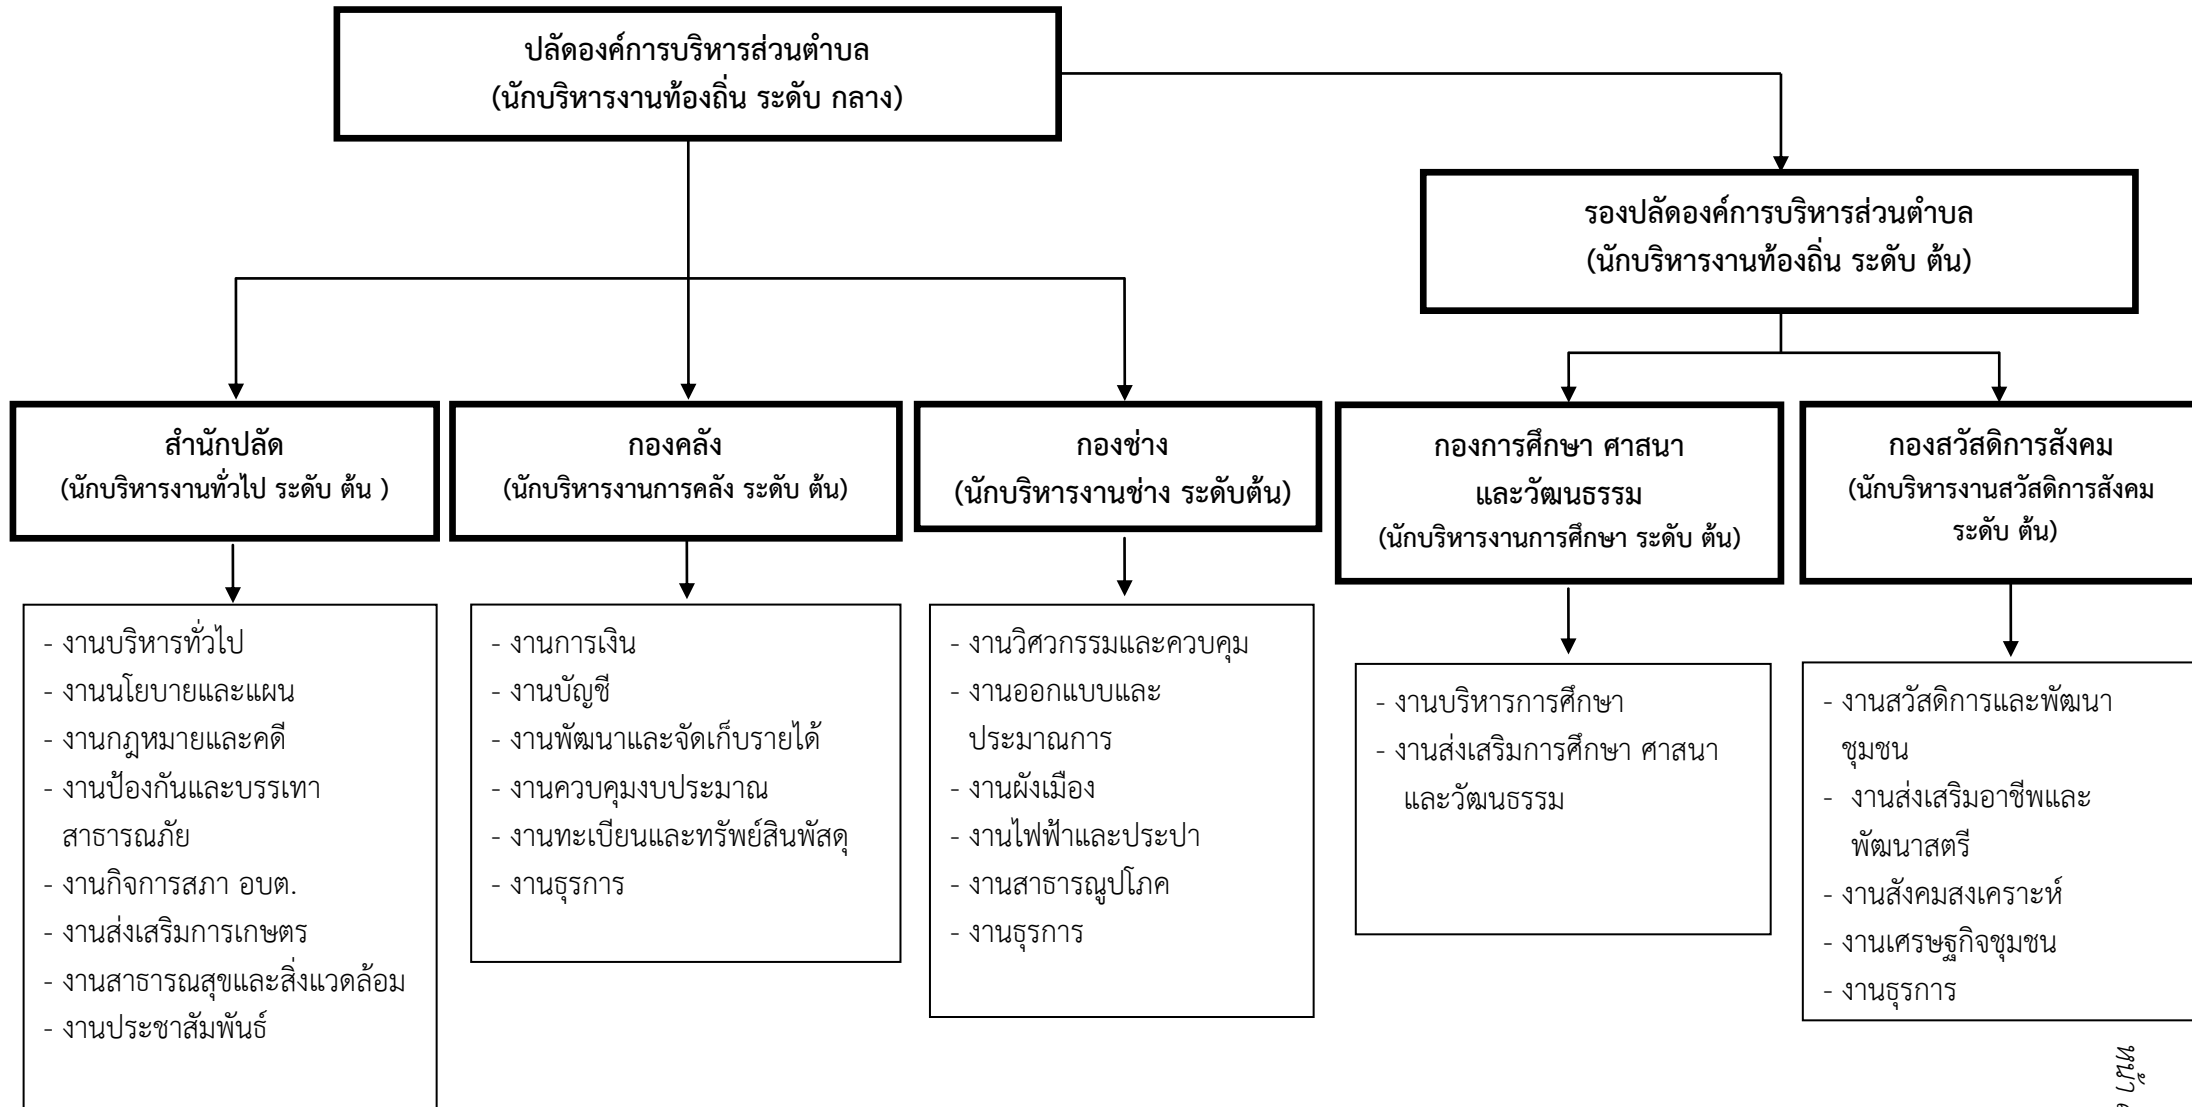 ปลัดองค์การบริหารส่วนตำบล
(นักบริหารงานท้องถิ่น ระดับ กลาง)
รองปลัดองค์การบริหารส่วนตำบล
(นักบริหารงานท้องถิ่น ระดับ ต้น)
สำนักปลัด
(นักบริหารงานทั่วไป ระดับ ต้น )
กองคลัง
(นักบริหารงานการคลัง ระดับ ต้น)
กองช่าง
(นักบริหารงานช่าง ระดับต้น)
กองการศึกษา ศาสนา
และวัฒนธรรม
(นักบริหารงานการศึกษา ระดับ ต้น)
กองสวัสดิการสังคม
(นักบริหารงานสวัสดิการสังคม
ระดับ ต้น)
- งานบริหารทั่วไป
- งานนโยบายและแผน
- งานกฎหมายและคดี
- งานป้องกันและบรรเทา
สาธารณภัย
- งานกิจการสภา อบต.
- งานส่งเสริมการเกษตร
- งานสาธารณสุขและสิ่งแวดล้อม
- งานประชาสัมพันธ์
- งานการเงิน
- งานบัญชี
- งานพัฒนาและจัดเก็บรายได้
- งานควบคุมงบประมาณ
- งานทะเบียนและทรัพย์สินพัสดุ
- งานธุรการ
- งานวิศวกรรมและควบคุม
- งานออกแบบและ
ประมาณการ
- งานผังเมือง
- งานไฟฟ้าและประปา
- งานสาธารณูปโภค
- งานธุรการ
- งานบริหารการศึกษา
- งานส่งเสริมการศึกษา ศาสนา
และวัฒนธรรม
- งานสวัสดิการและพัฒนา
ชุมชน
- งานส่งเสริมอาชีพและ
พัฒนาสตรี
- งานสังคมสงเคราะห์
- งานเศรษฐกิจชุมชน
- งานธุรการ
หน้า